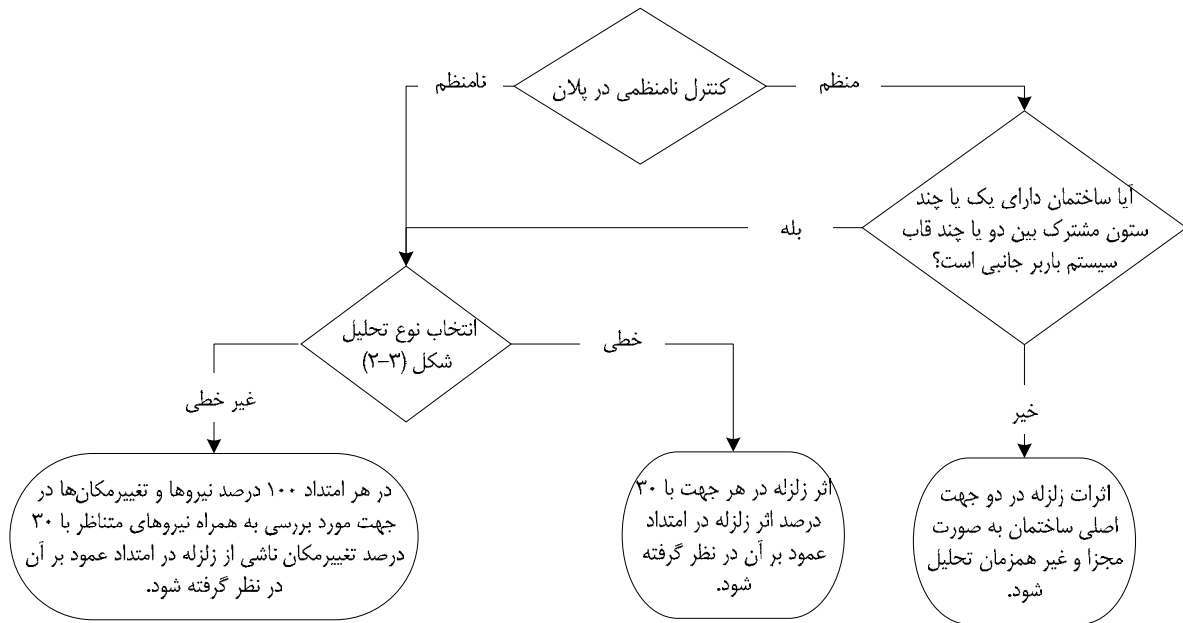 کنترل نامنظمی در پلان
منظم
نامنظم
آیا ساختمان دارای یک یا چند
ستون مشترک بین دو یا چند قاب
سیستم باربر جانبی است؟
بله
خیر
انتخاب نوع تحلیل
شکل (۳-۲)
خطی
غیر خطی
اثرات زلزله در دو جهت
اصلی ساختمان به صورت
مجزا و غیر همزمان تحلیل
شود.
اثر زلزله در هر جهت با ۳۰
درصد اثر زلزله در امتداد
عمود بر آن در نظر گرفته
شود.
در هر امتداد ۱۰۰ درصد نیروها و تغییرمکان‌ها در
جهت مورد بررسی به همراه نیروهای متناظر با ۳۰
درصد تغییرمکان ناشی از زلزله در امتداد عمود بر آن
در نظر گرفته شود.